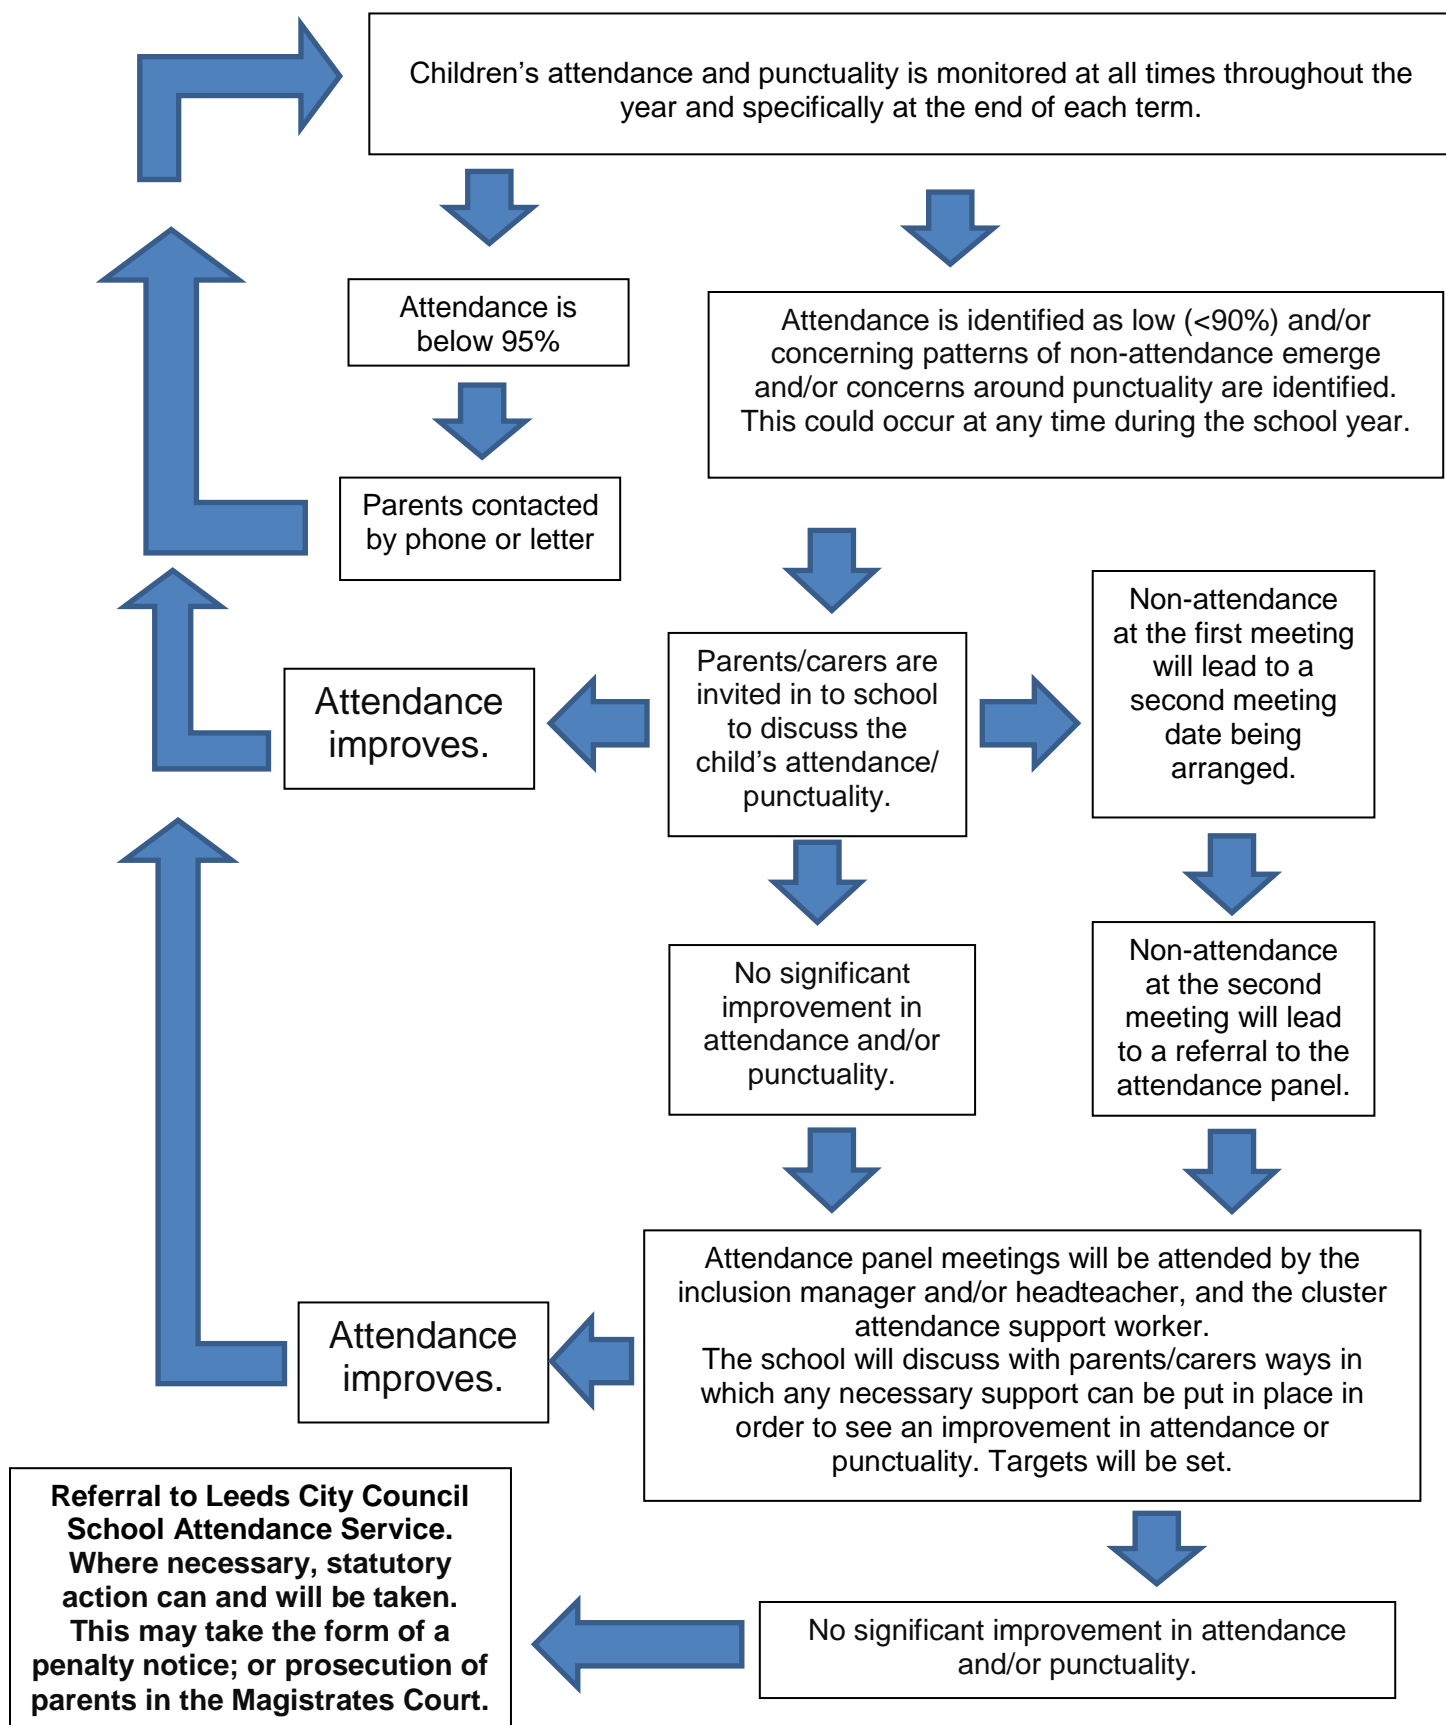 Children’s attendance and punctuality is monitored at all times throughout the
year and specifically at the end of each term.
Attendance is
below 95%
Attendance is identified as low (<90%) and/or
concerning patterns of non-attendance emerge
and/or concerns around punctuality are identified.
This could occur at any time during the school year.
Parents contacted
by phone or letter
Attendance
improves.
Parents/carers are
invited in to school
to discuss the
child’s attendance/
punctuality.
Non-attendance
at the first meeting
will lead to a
second meeting
date being
arranged.
No significant
improvement in
attendance and/or
punctuality.
Non-attendance
at the second
meeting will lead
to a referral to the
attendance panel.
Attendance
improves.
Attendance panel meetings will be attended by the
inclusion manager and/or headteacher, and the cluster
attendance support worker.
The school will discuss with parents/carers ways in
which any necessary support can be put in place in
order to see an improvement in attendance or
punctuality. Targets will be set.
Referral to Leeds City Council
School Attendance Service.
Where necessary, statutory
action can and will be taken.
This may take the form of a
penalty notice; or prosecution of
parents in the Magistrates Court.
No significant improvement in attendance
and/or punctuality.